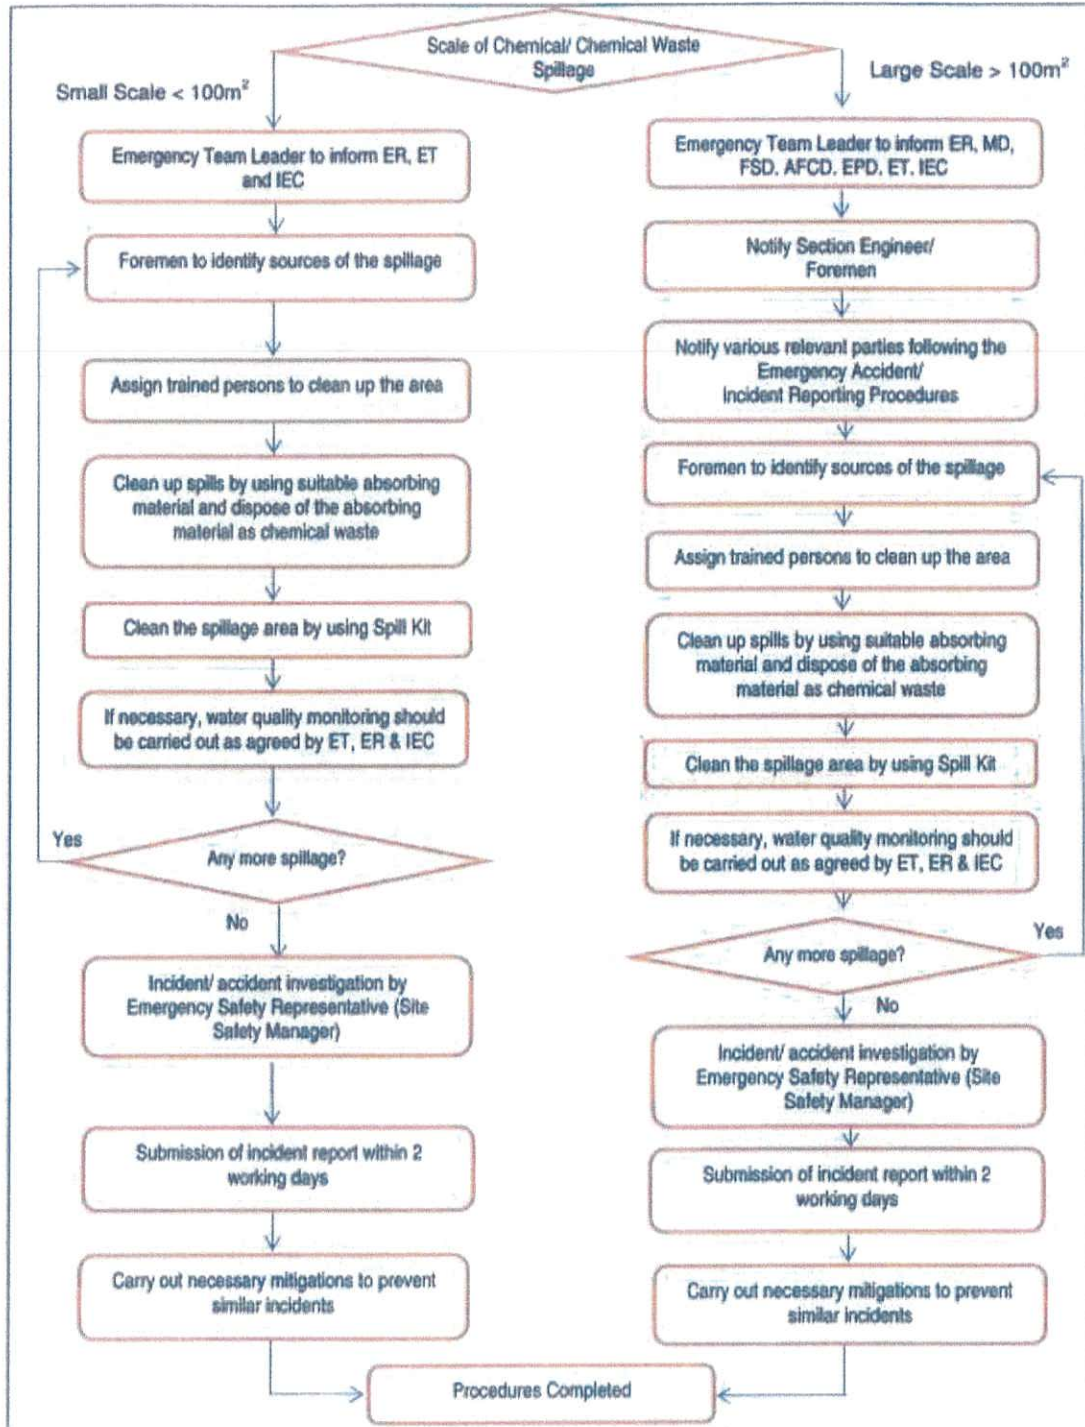 Scale of Chemical/ Chemical Waste
Spillage
Small Scale < 100m²
Large Scale > 100m²
Emergency Team Leader to inform ER, ET
and IEC
Foremen to identify sources of the spillage
Assign trained persons to clean up the area
Clean up spills by using suitable absorbing
material and dispose of the absorbing
material as chemical waste
Clean the spillage area by using Spill Kit
If necessary, water quality monitoring should
be carried out as agreed by ET, ER & IEC
Yes
Any more spillage?
No
Incident/ accident investigation by
Emergency Safety Representative (Site
Safety Manager)
Submission of incident report within 2
working days
Carry out necessary mitigations to prevent
similar incidents
Emergency Team Leader to inform ER, MD,
FSD. AFCD. EPD. ET. IEC
Notify Section Engineer/
Foremen
Notify various relevant parties following the
Emergency Accident/
Incident Reporting Procedures
Foremen to identify sources of the spillage
Assign trained persons to clean up the area
Clean up spills by using suitable absorbing
material and dispose of the absorbing
material as chemical waste
Clean the spillage area by using Spill Kit
If necessary, water quality monitoring should
be carried out as agreed by ET, ER & IEC
Yes
Any more spillage?
No
Incident/ accident investigation by
Emergency Safety Representative (Site
Safety Manager)
Submission of incident report within 2
working days
Carry out necessary mitigations to prevent
similar incidents
Procedures Completed